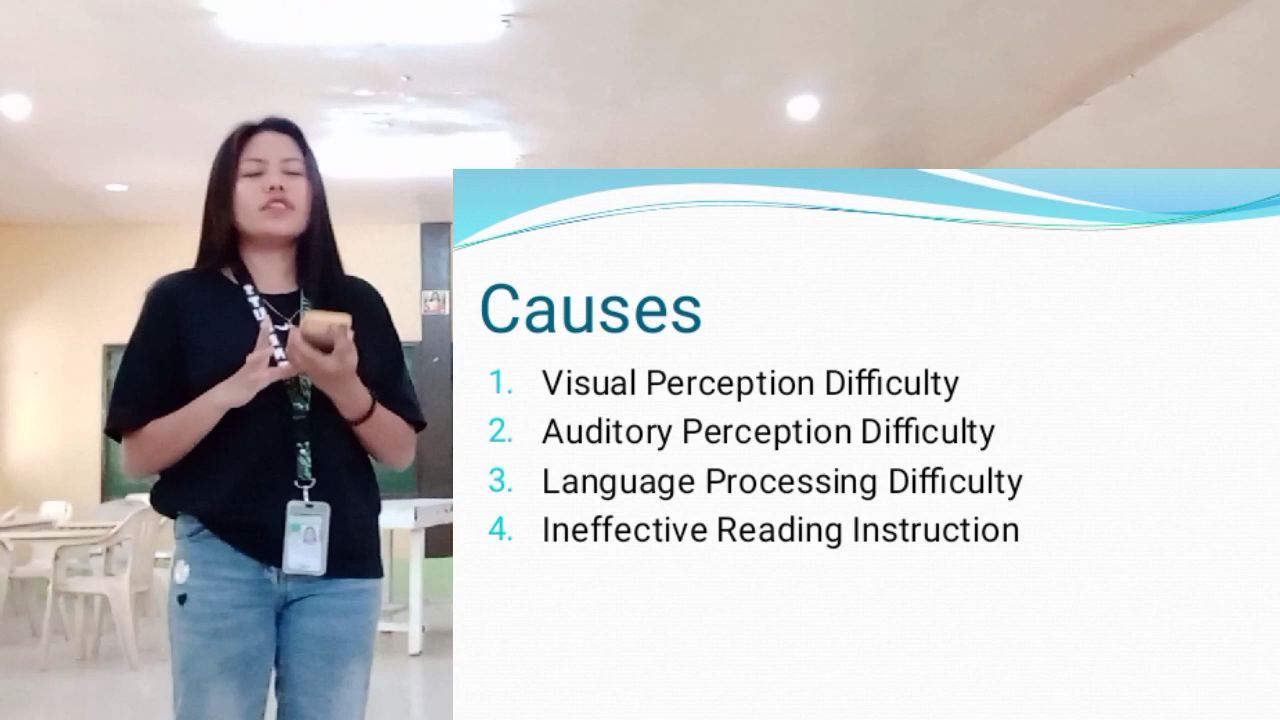 Causes
1. Visual Perception Difficulty
2. Auditory Perception Difficulty
3. Language Processing Difficulty
4. Ineffective Reading Instruction